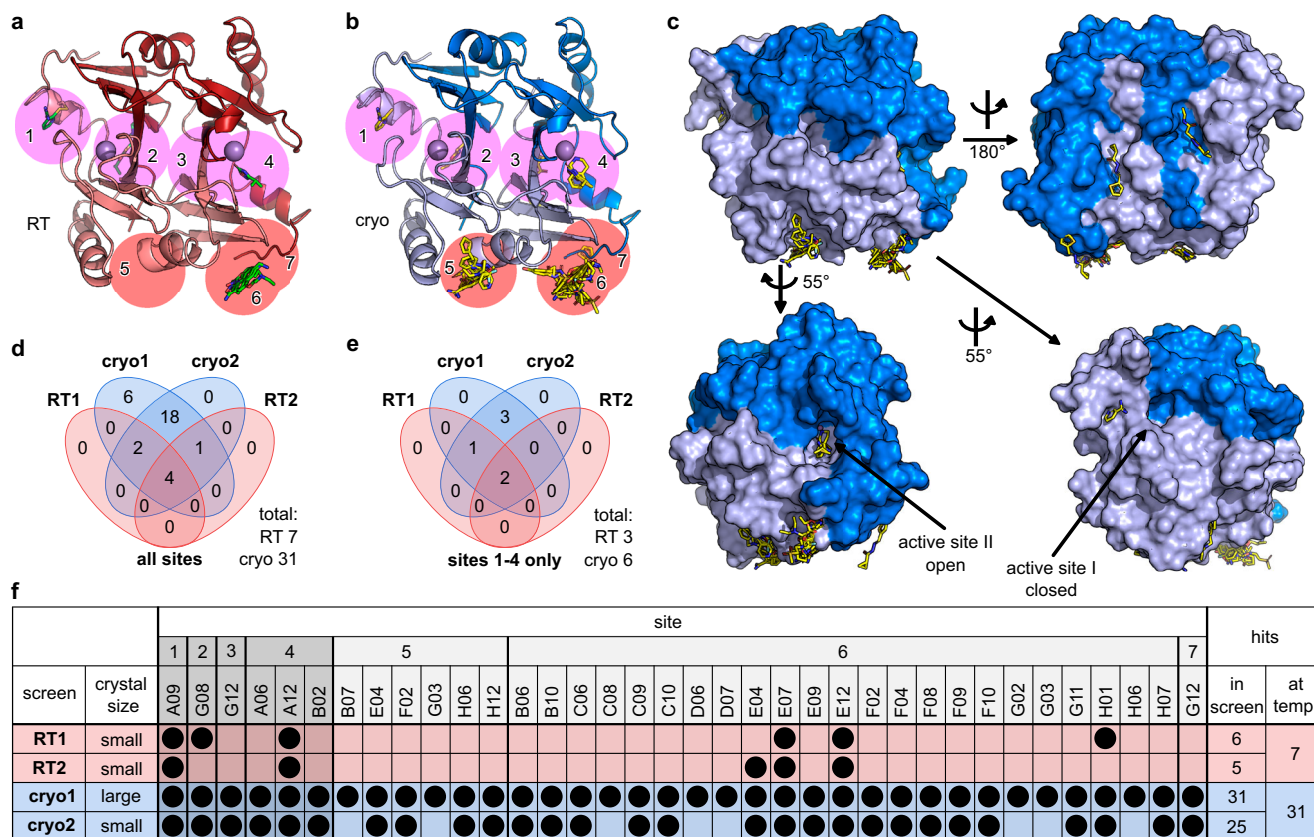 a
b
c
1
2
3
4
5
6
7
RT
1
2
3
4
5
6
7
cryo
180°
55°
55°
active site II
open
active site I
closed
d
cryo1 cryo2
RT1 RT2
6 0
0 18 0
0 2 1 0
4
0 0
0 0
0
total:
RT 7
cryo 31
all sites
e
cryo1 cryo2
RT1 RT2
0 0
0 3 0
0 1 0 0
2
0 0
0 0
0
total:
RT 3
cryo 6
sites 1-4 only
f
site hits
1 2 3 4 5 6 7
screen crystal size A09 G08 G12 A06 A12 B02 B07 E04 F02 G03 H06 H12 B06 B10 C06 C08 C09 C10 D06 D07 E04 E07 E09 E12 F02 F04 F08 F09 F10 G02 G03 G11 H01 H06 H07 G12 in screen at temp
RT1 small 6 7
RT2 small 5
cryo1 large 31 31
cryo2 small 25